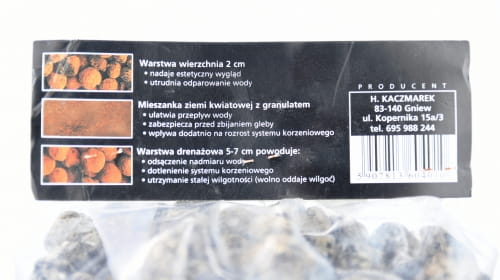 Warstwa wierzchnia 2 cm
• nadaje estetyczny wygląd
• utrudnia odparowanie wody
Mieszanka ziemi kwiatowej z granulatem
• ułatwia przepływ wody
• zabezpiecza przed zbijaniem gleby
• wpływa dodatnio na rozrost systemu korzeniowego
Warstwa drenażowa 5-7 cm powoduje:
• odsączenie nadmiaru wody
• dotlenienie systemu korzeniowego
• utrzymanie stałej wilgotności (wolno oddaje wilgoć)
PRODUCENT
H. KACZMAREK
83-140 Gniew
ul. Kopernika 15a/3
tel. 695 988 244